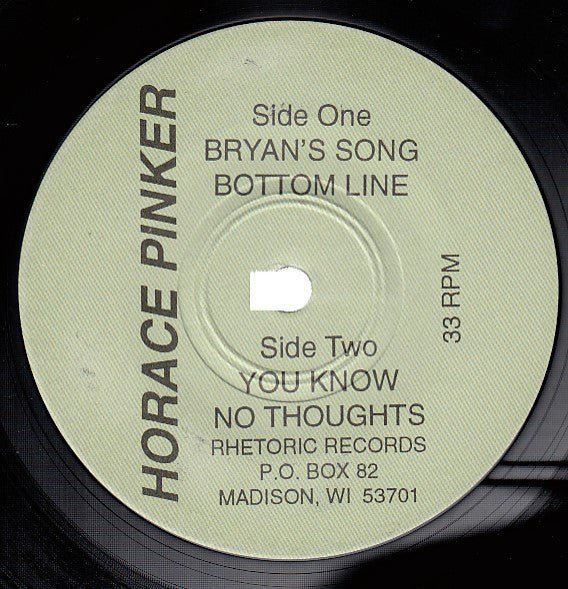 HORACE PINKER
Side One
BRYAN'S SONG
BOTTOM LINE
33 RPM
Side Two
YOU KNOW
NO THOUGHTS
RHETORIC RECORDS
P.O. BOX 82
MADISON, WI 53701